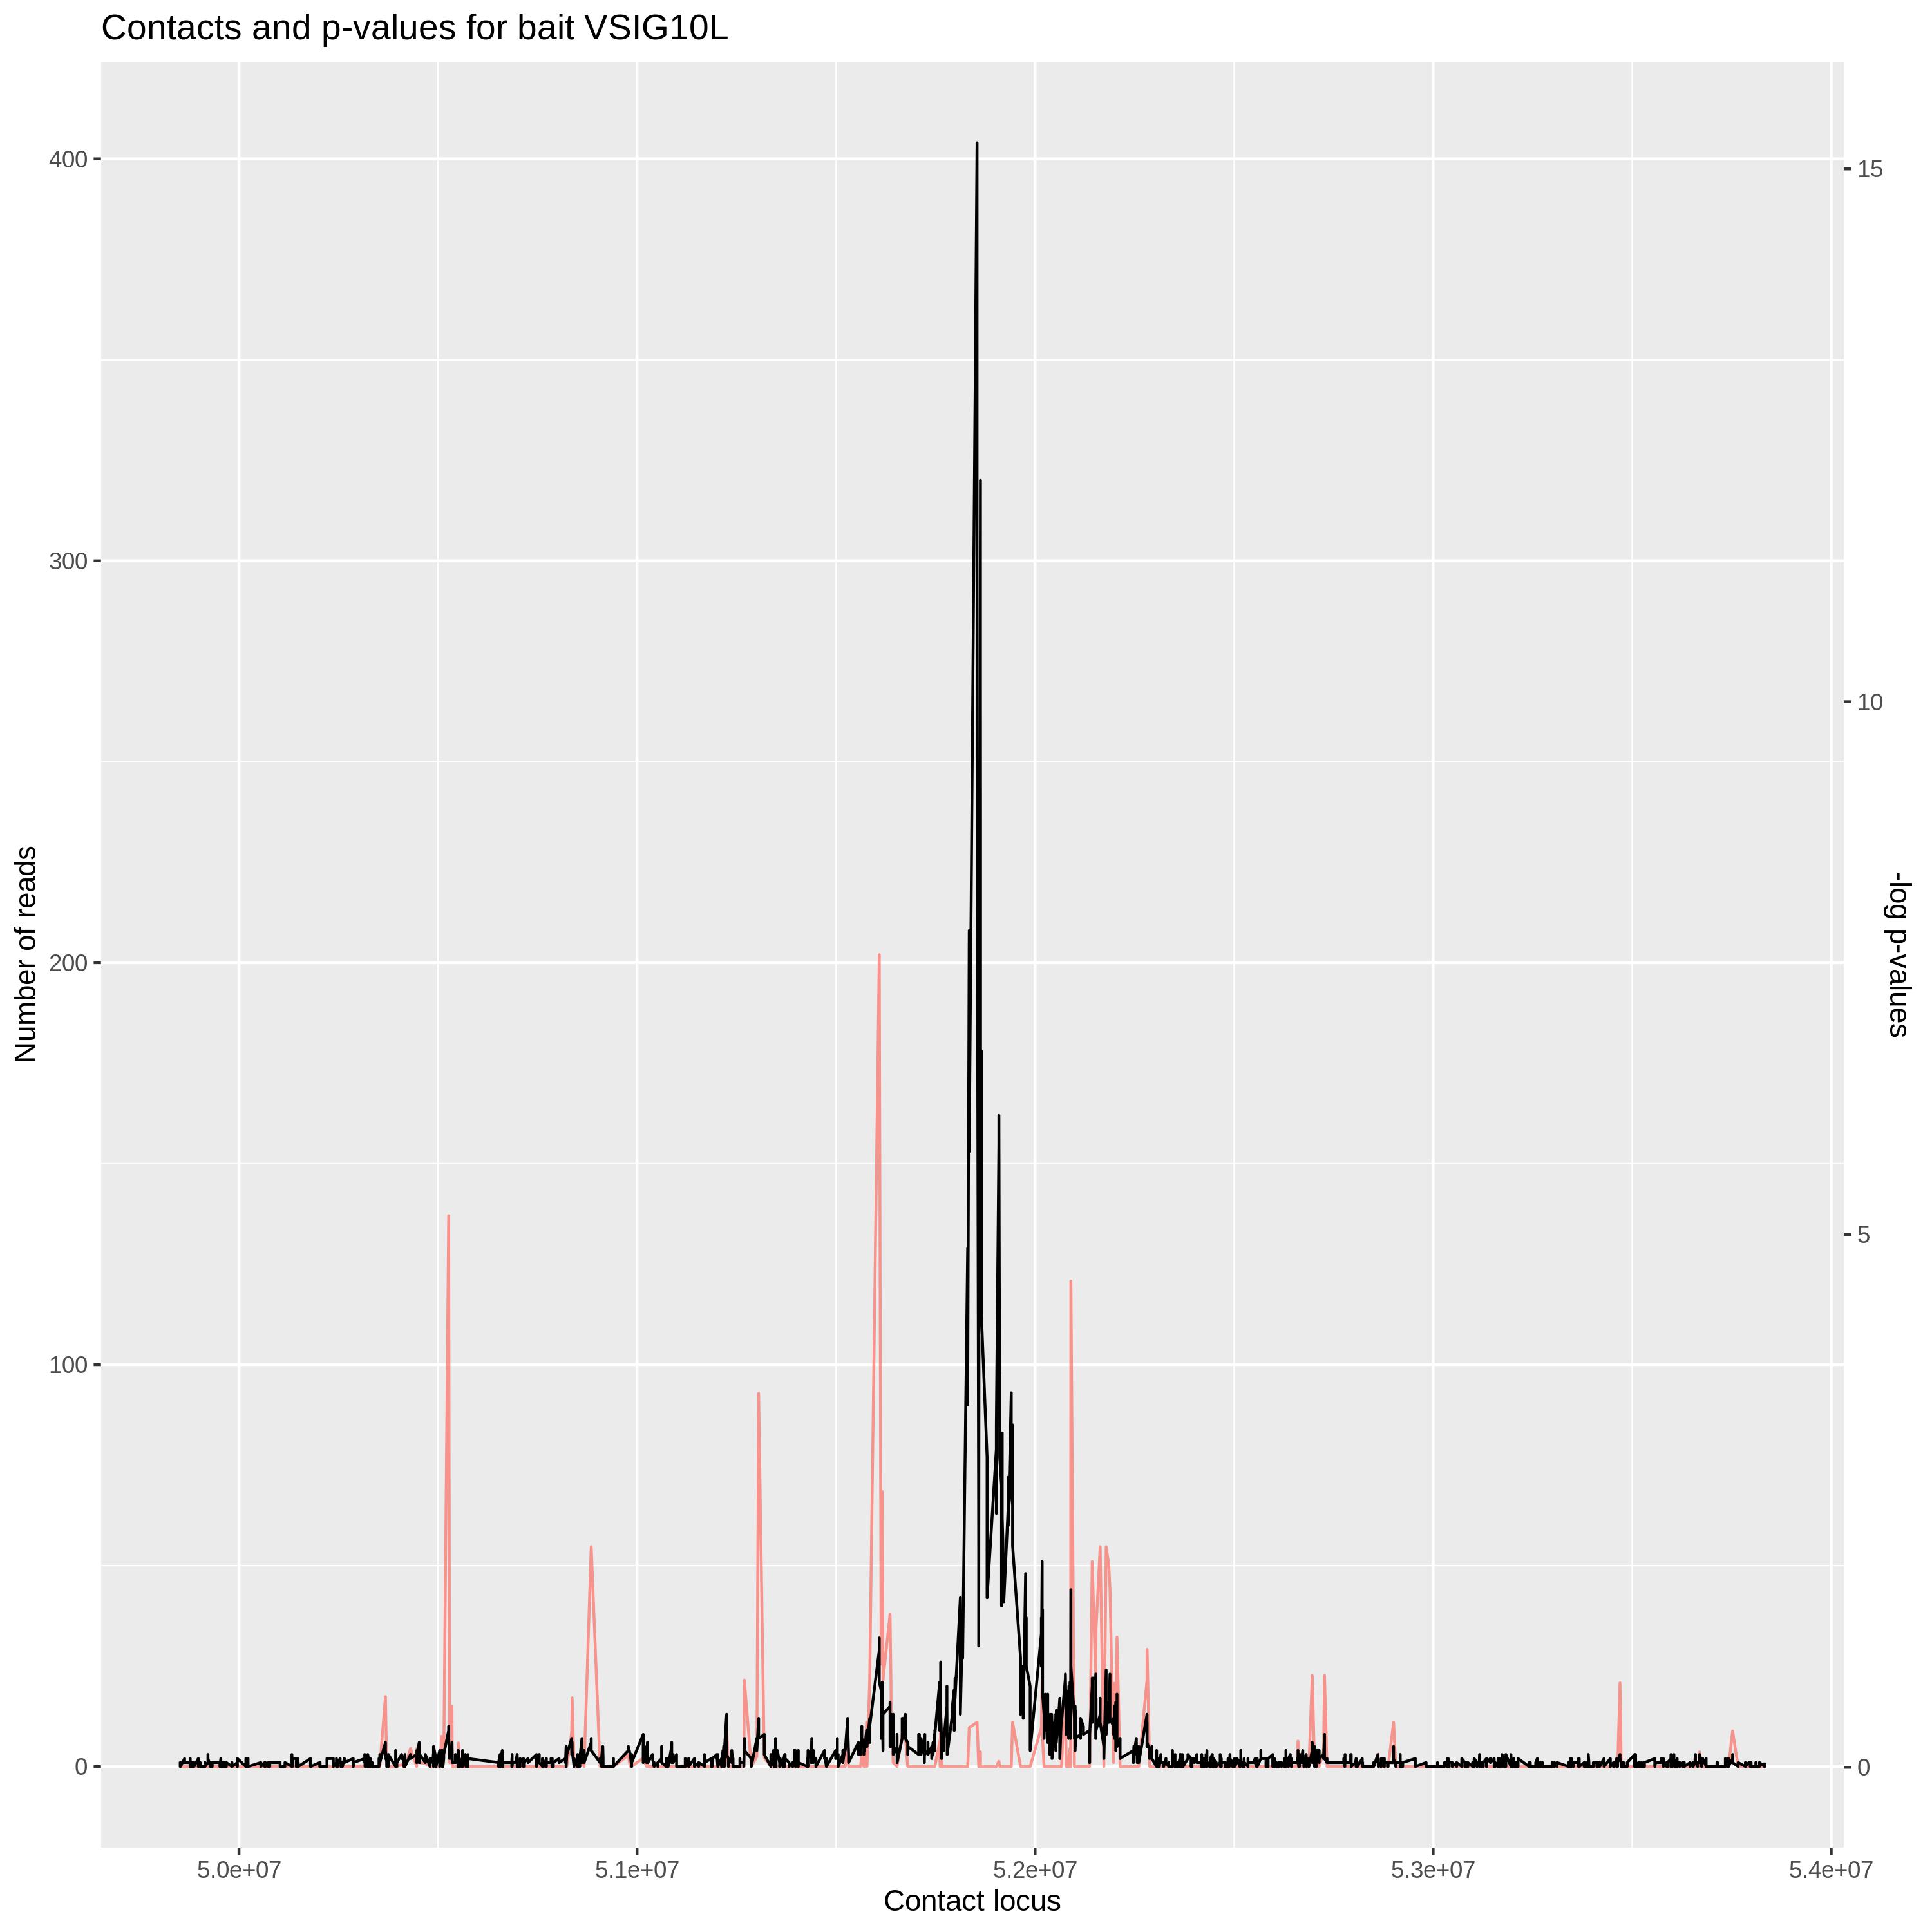 Contacts and p-values for bait VSIG10L
400
300
200
100
0
Number of reads
15
10
5
0
-log p-values
5.0e+07
5.1e+07
5.2e+07
5.3e+07
5.4e+07
Contact locus